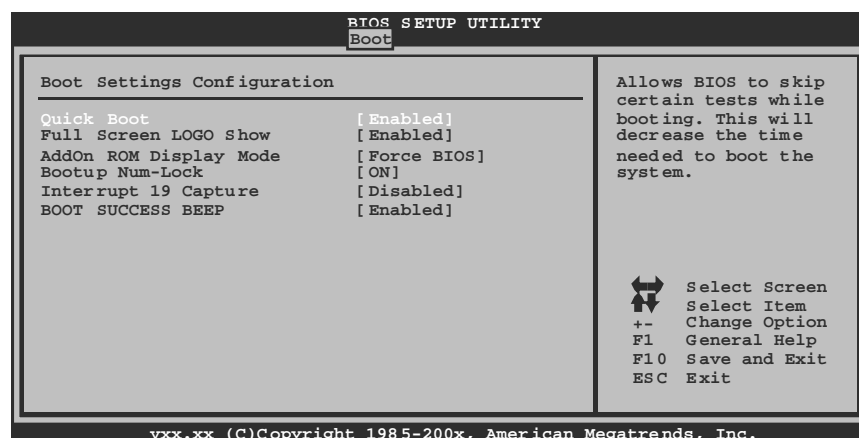 BIOS SETUP UTILITY
Boot
Boot Settings Configuration
Quick Boot [Enabled]
Full Screen LOGO Show [Enabled]
AddOn ROM Display Mode [Force BIOS]
Bootup Num-Lock [ON]
Interrupt 19 Capture [Disabled]
BOOT SUCCESS BEEP [Enabled]
Allows BIOS to skip
certain tests while
booting. This will
decrease the time
needed to boot the
system.
Select Screen
Select Item
+- Change Option
F1 General Help
F10 Save and Exit
ESC Exit
vxx.xx (C)Copyright 1985-200x, American Megatrends, Inc.